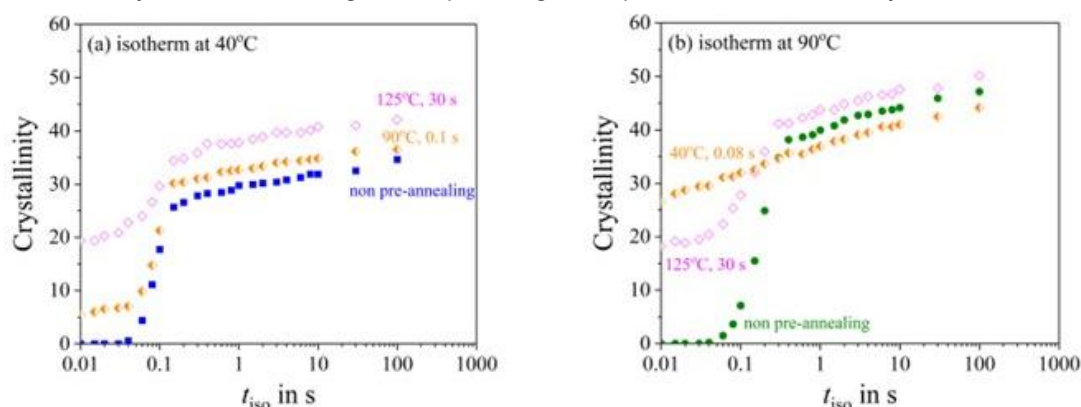 (a) isotherm at 40°C
125°C, 30 s
90°C, 0.1 s
non pre-annealing
Crystallinity
60
50
40
30
20
10
0
0.01 0.1 1 10 100 1000
t_iso in s
(b) isotherm at 90°C
40°C, 0.08 s
125°C, 30 s
non pre-annealing
Crystallinity
60
50
40
30
20
10
0
0.01 0.1 1 10 100 1000
t_iso in s